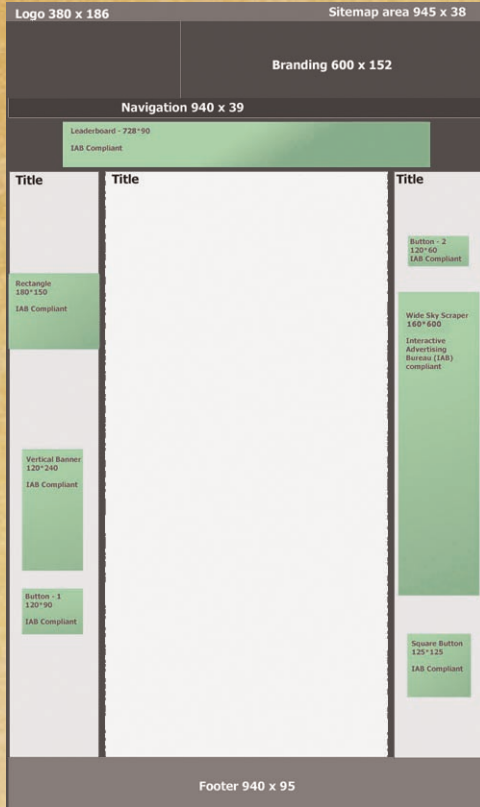 Logo 380 x 186
Sitemap area 945 x 38
Branding 600 x 152
Navigation 940 x 39
Leaderboard - 728*90
IAB Compliant
Title
Rectangle
180*150
IAB Compliant
Vertical Banner
120*240
IAB Compliant
Button - 1
120*90
IAB Compliant
Title
Title
Button - 2
120*60
IAB Compliant
Wide Sky Scraper
160*600
Interactive
Advertising
Bureau (IAB)
compliant
Square Button
125*125
IAB Compliant
Footer 940 x 95